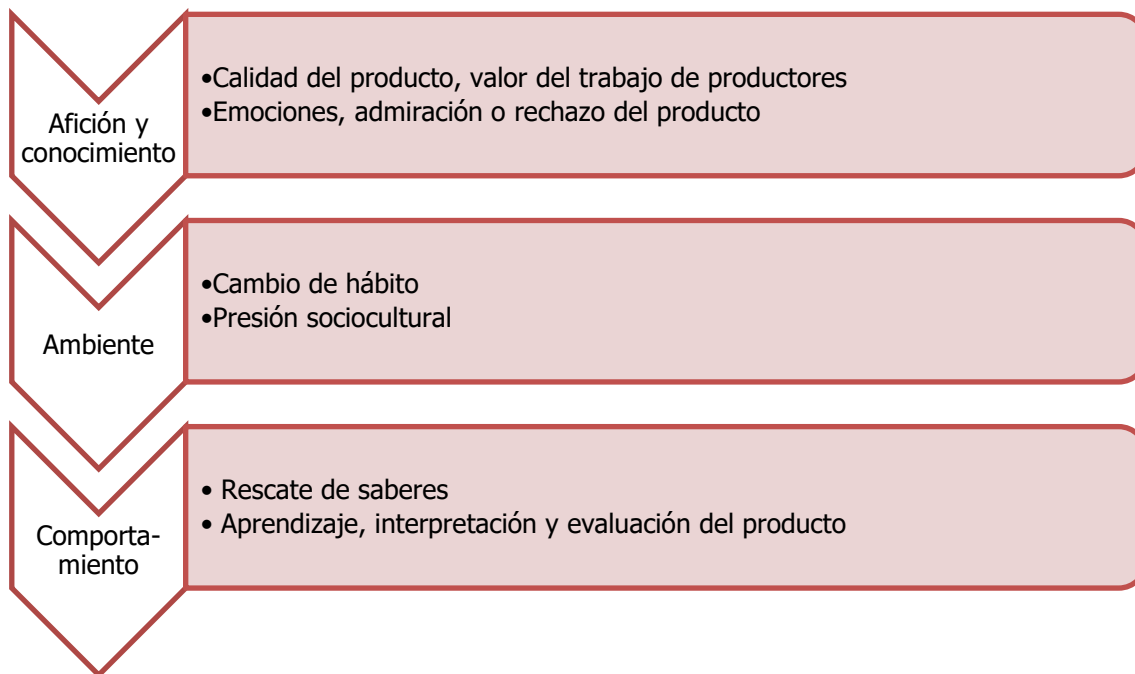 Afición y
conocimiento
•Calidad del producto, valor del trabajo de productores
•Emociones, admiración o rechazo del producto
Ambiente
•Cambio de hábito
•Presión sociocultural
Comporta-
miento
• Rescate de saberes
• Aprendizaje, interpretación y evaluación del producto